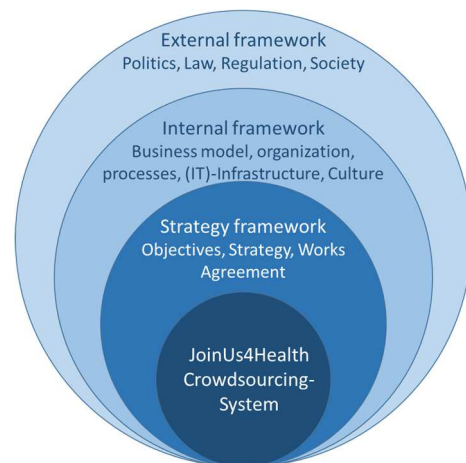 External framework
Politics, Law, Regulation, Society
Internal framework
Business model, organization,
processes, (IT)-Infrastructure, Culture
Strategy framework
Objectives, Strategy, Works
Agreement
JoinUs4Health
Crowdsourcing-
System